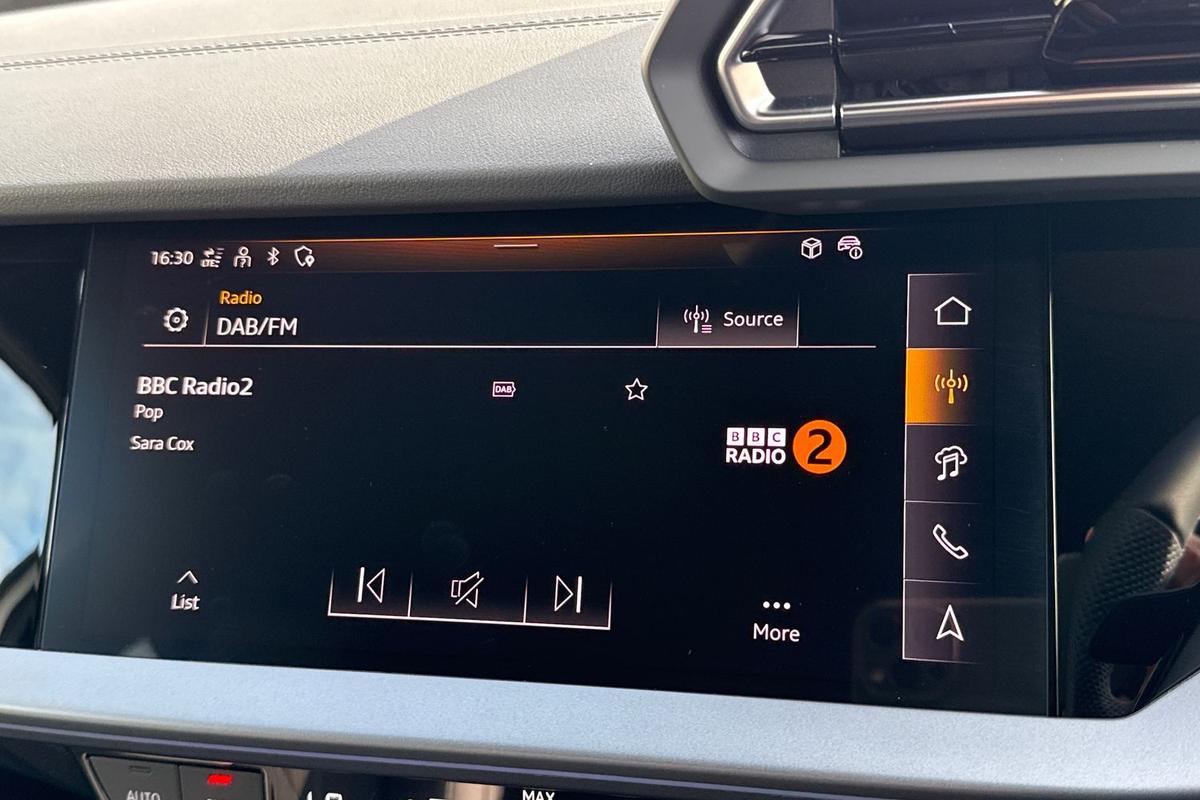 16:30 LTE
Radio
DAB/FM
Source
BBC Radio2
DAB
Pop
Sara Cox
BBC
RADIO 2
List
More
AUTO
MAX